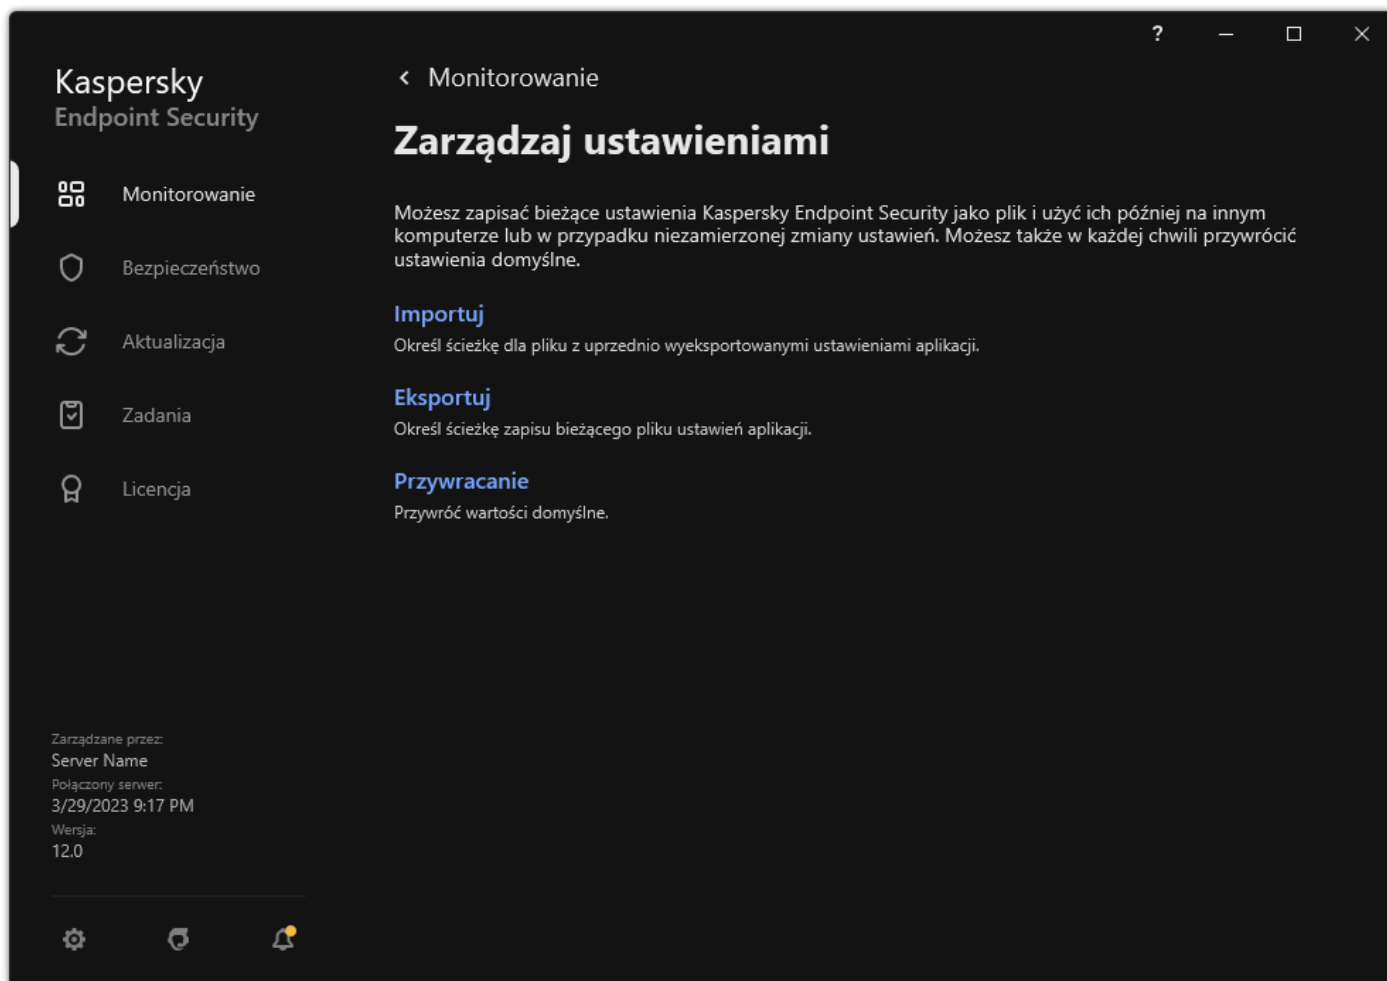 ?
Kaspersky
Endpoint Security
Monitorowanie
Bezpieczeństwo
Aktualizacja
Zadania
Licencja
Zarządzane przez:
Server Name
Połączony serwer:
3/29/2023 9:17 PM
Wersja:
12.0
Monitorowanie
Zarządzaj ustawieniami
Możesz zapisać bieżące ustawienia Kaspersky Endpoint Security jako plik i użyć ich później na innym
komputerze lub w przypadku niezamierzonej zmiany ustawień. Możesz także w każdej chwili przywrócić
ustawienia domyślne.
Importuj
Określ ścieżkę dla pliku z uprzednio wyeksportowanymi ustawieniami aplikacji.
Eksportuj
Określ ścieżkę zapisu bieżącego pliku ustawień aplikacji.
Przywracanie
Przywróć wartości domyślne.